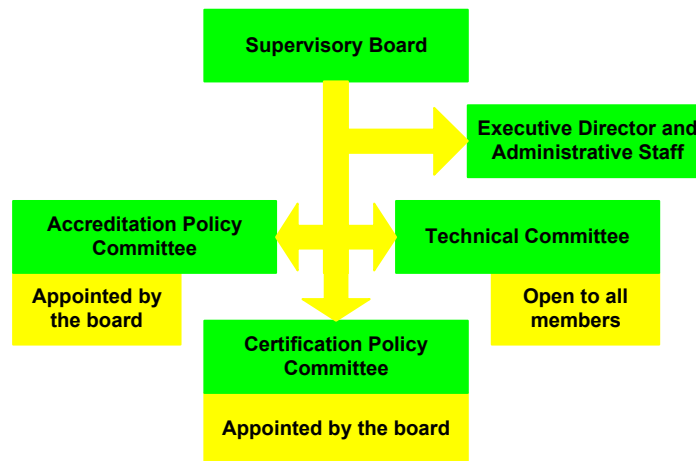 Supervisory Board
Executive Director and
Administrative Staff
Accreditation Policy
Committee
Technical Committee
Appointed by
the board
Open to all
members
Certification Policy
Committee
Appointed by the board